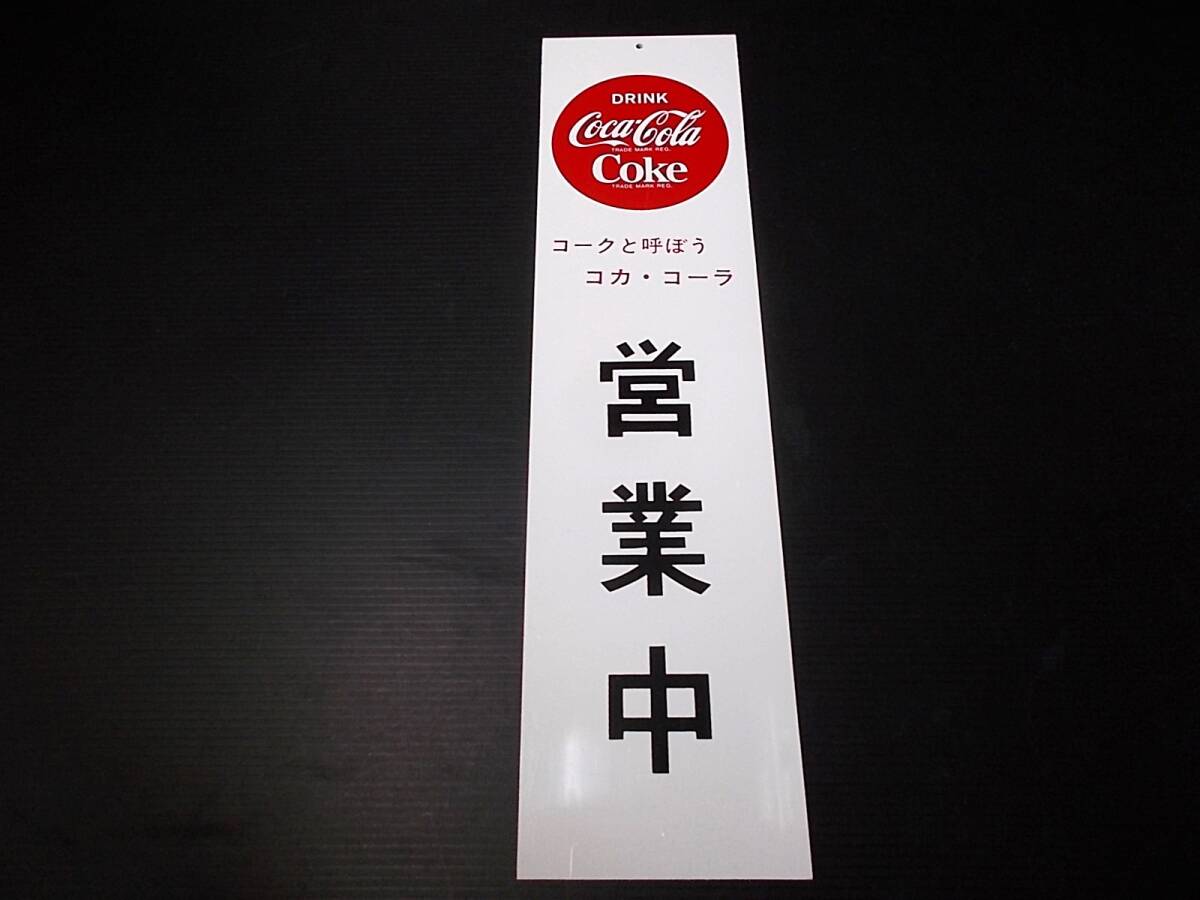 DRINK
Coca-Cola
TRADE MARK REG.
Coke
TRADE MARK REG.
コークと呼ぼう
コカ・コーラ
営業中